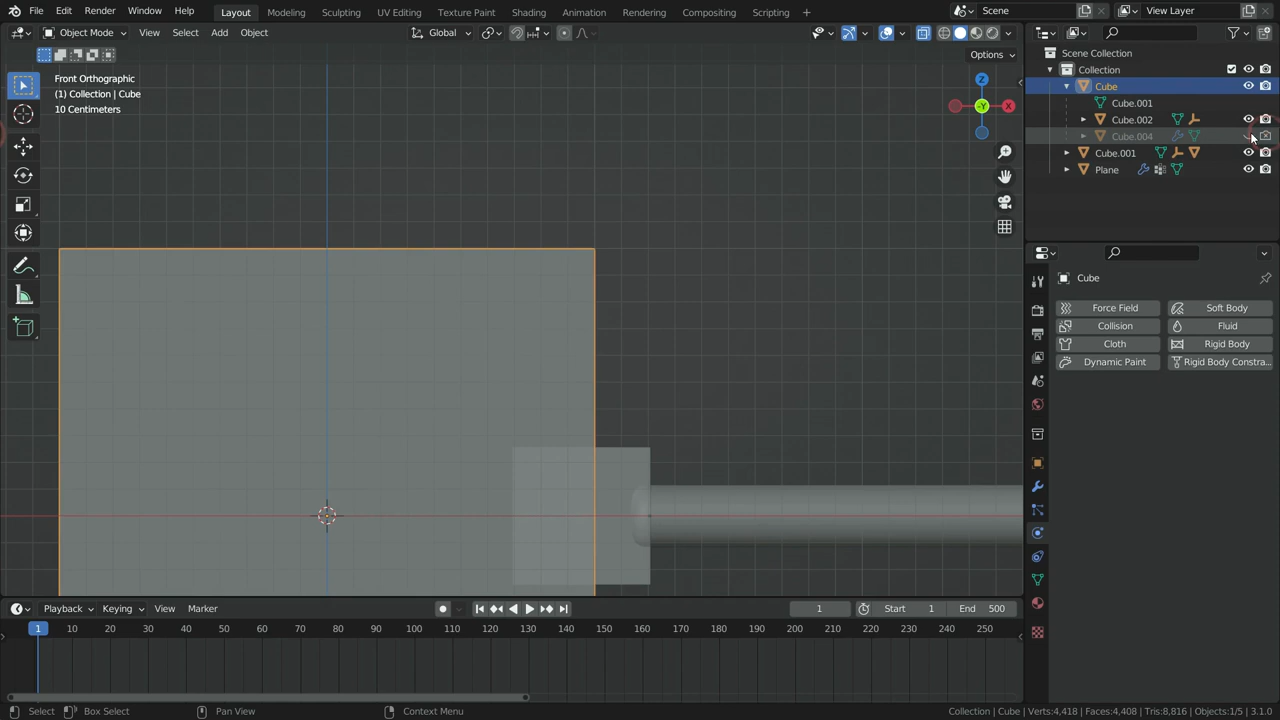 File Edit Render Window Help Layout Modeling Sculpting UV Editing Texture Paint Shading Animation Rendering Compositing Scripting + Scene View Layer
Object Mode View Select Add Object Global
Options
Front Orthographic
(1) Collection | Cube
10 Centimeters
Z
-Y
X
Scene Collection
Collection
Cube
Cube.001
Cube.002
Cube.004
Cube.001
Plane
Cube
Force Field Soft Body
Collision Fluid
Cloth Rigid Body
Dynamic Paint Rigid Body Constra...
Playback Keying View Marker 1 Start 1 End 500
1 10 20 30 40 50 60 70 80 90 100 110 120 130 140 150 160 170 180 190 200 210 220 230 240 250
Select Box Select Pan View Context Menu Collection | Cube | Verts:4,418 | Faces:4,408 | Tris:8,816 | Objects:1/5 | 3.1.0